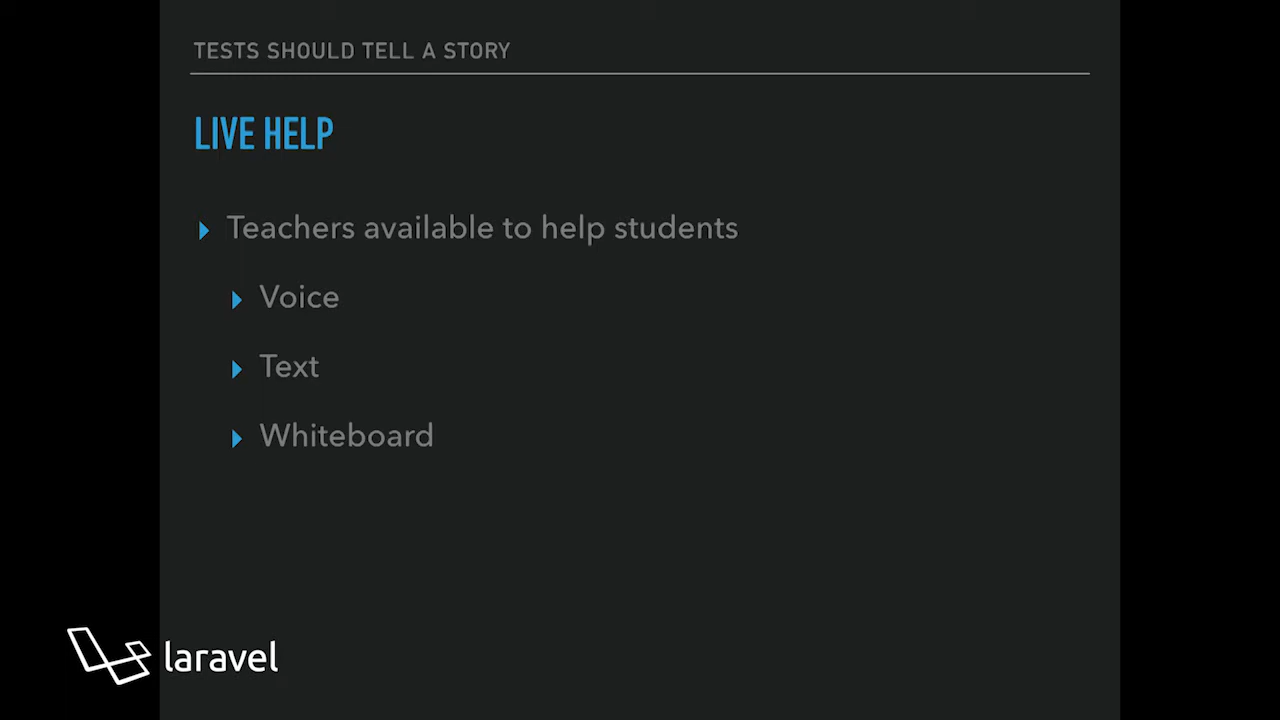 TESTS SHOULD TELL A STORY
LIVE HELP
Teachers available to help students
Voice
Text
Whiteboard
laravel